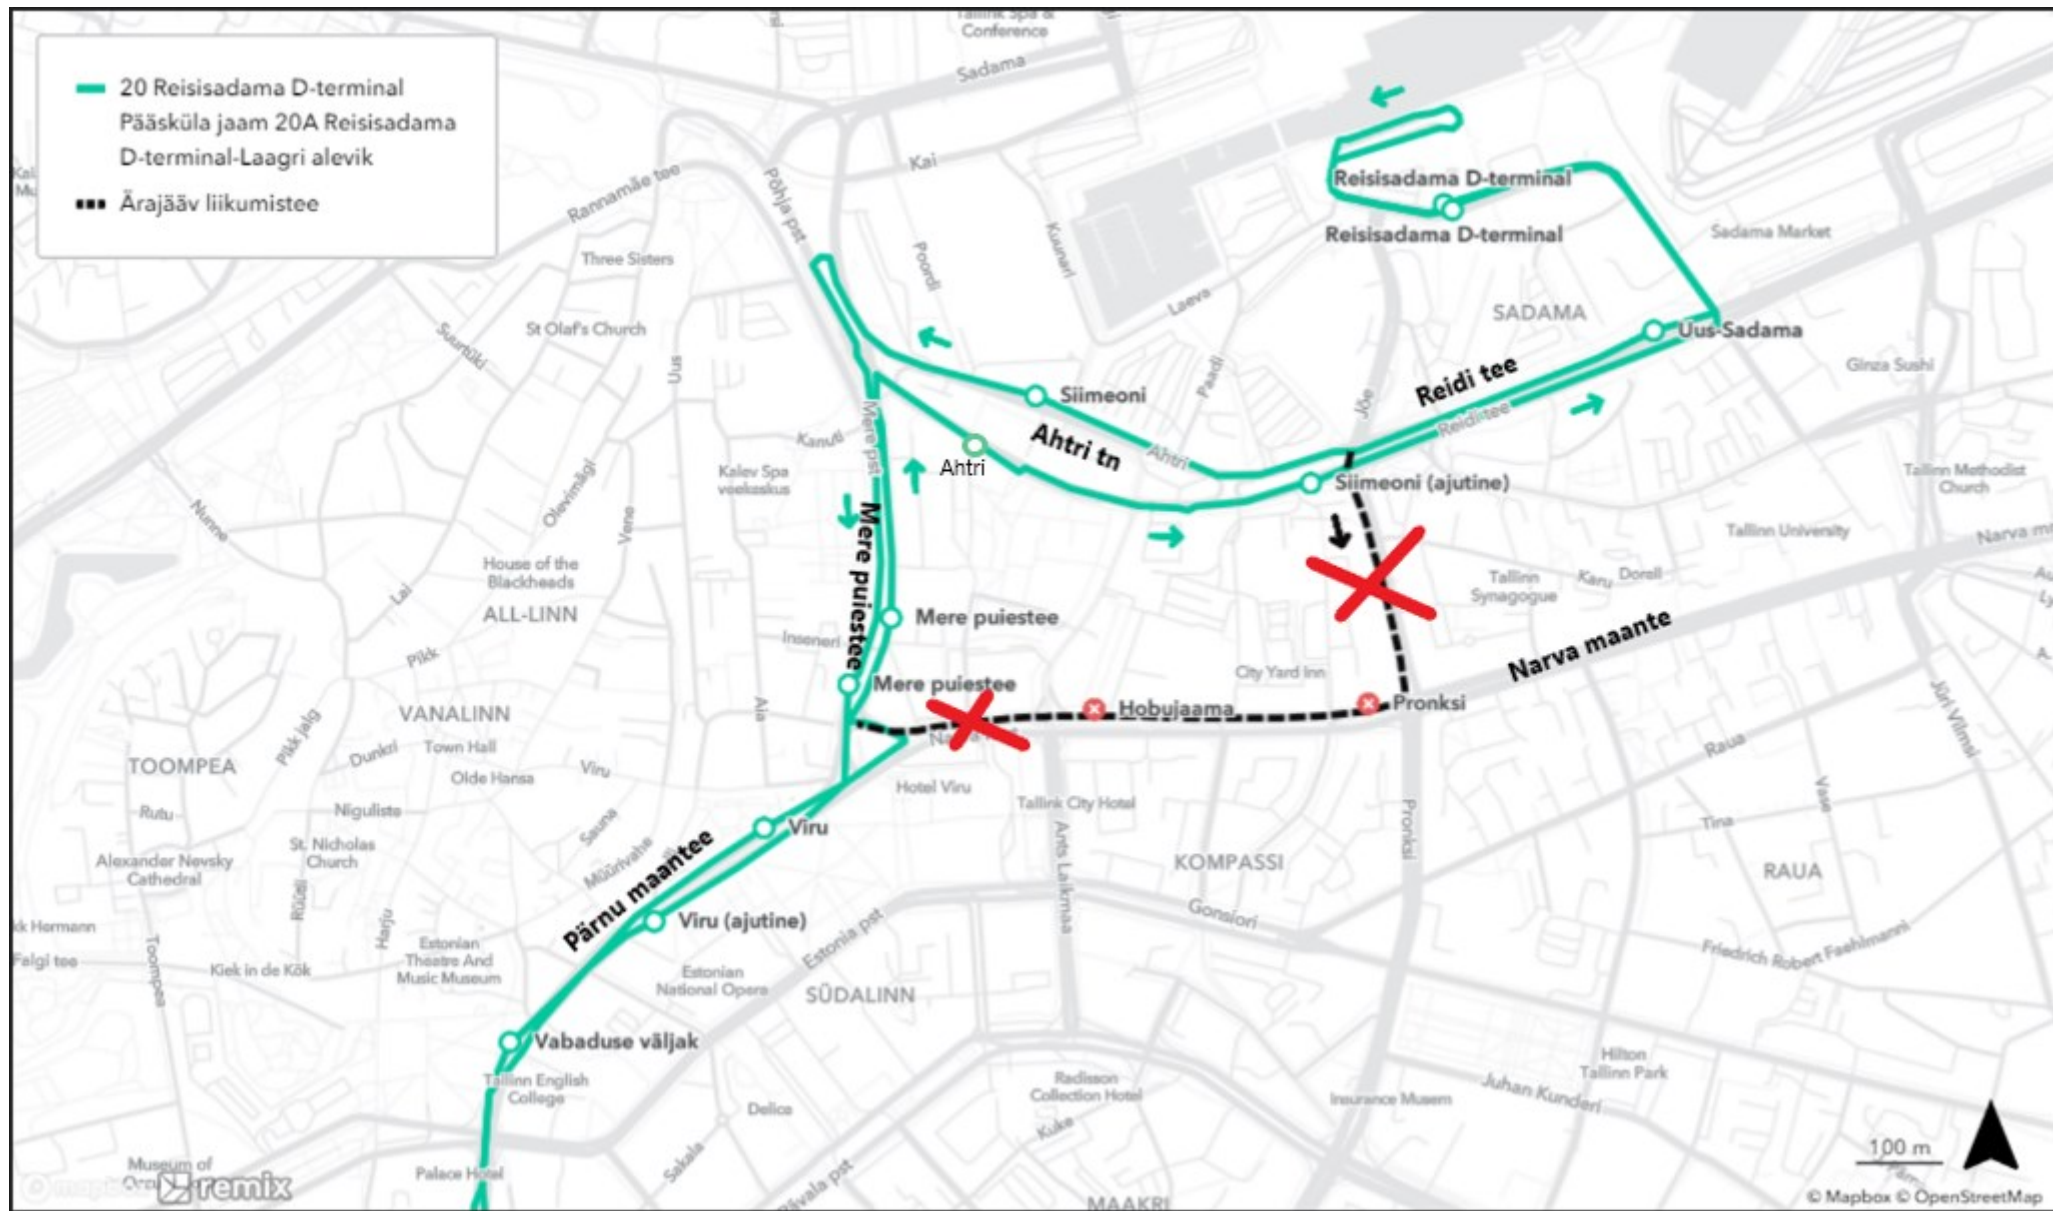 20 Reisisadama D-terminal
Pääsküla jaam 20A Reisisadama
D-terminal-Laagri alevik
Ärajääv liikumistee
Conference
Sadama
Kai
Rannamäe tee
Põhja pst
Three Sisters
Poordi
Kuunari
Laeva
Reisisadama D-terminal
Reisisadama D-terminal
Sadama Market
SADAMA
Uus-Sadama
St Olaf's Church
Suurtüki
Uus
Paadi
Jõe
Reidi tee
Reidi tee
Ginza Sushi
Siimeoni
Mere pst
Kanuti
Ahtri tn
Ahtri
Ahtri
Siimeoni (ajutine)
Kalev Spa
veekeskus
Tallinn Methodist
Church
Olevimägi
Nunne
Vene
Mere puiestee
Tallinn University
House of the
Blackheads
Lai
ALL-LINN
Tallinn
Synagogue
Karu
Dorell
Mere puiestee
Inseneri
Pikk
Narva maante
City Yard Inn
Mere puiestee
Aia
Hobujaama
Pronksi
VANALINN
Pikk jalg
Jüri Vilmsi
Dunkri
Town Hall
Raua
TOOMPEA
Olde Hansa
Viru
Hotel Viru
Tallink City Hotel
Rutu
Niguliste
Sauna
Viru
Ants Laikmaa
Pronksi
Vase
Tina
St. Nicholas
Church
Müürivahe
Alexander Nevsky
Cathedral
KOMPASSI
RAUA
Rüütli
Pärnu maantee
Viru (ajutine)
Gonsiori
Harju
Estonia pst
kk Hermann
Falgi tee
Toompea
Kiek in de Kök
Estonian
Theatre And
Music Museum
Estonian
National Opera
SÜDALINN
Friedrich Robert Faehlmanni
Vabaduse väljak
Tallinn English
College
Delica
Radisson
Collection Hotel
Kuke
Insurance Musem
Hilton
Tallinn Park
Juhan Kunderi
Sakala
Palace Hotel
Museum of
mapbox
remix
MAAKRI
100 m
© Mapbox © OpenStreetMap